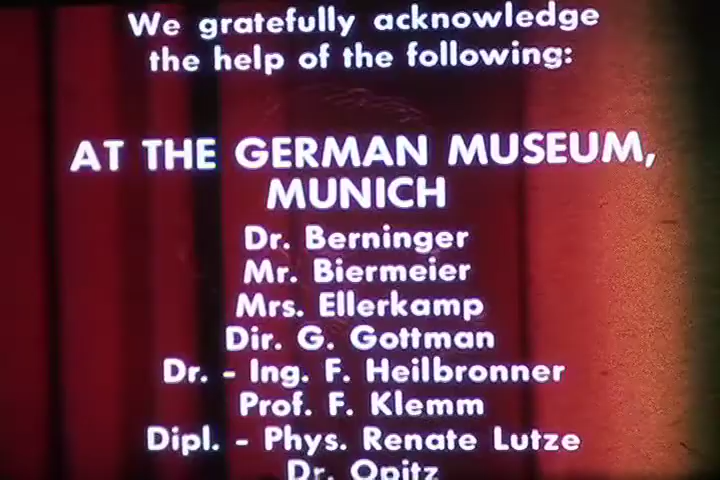 We gratefully acknowledge
the help of the following:
AT THE GERMAN MUSEUM,
MUNICH
Dr. Berninger
Mr. Biermeier
Mrs. Ellerkamp
Dir. G. Gottman
Dr. - Ing. F. Heilbronner
Prof. F. Klemm
Dipl. - Phys. Renate Lutze
Dr. Opitz